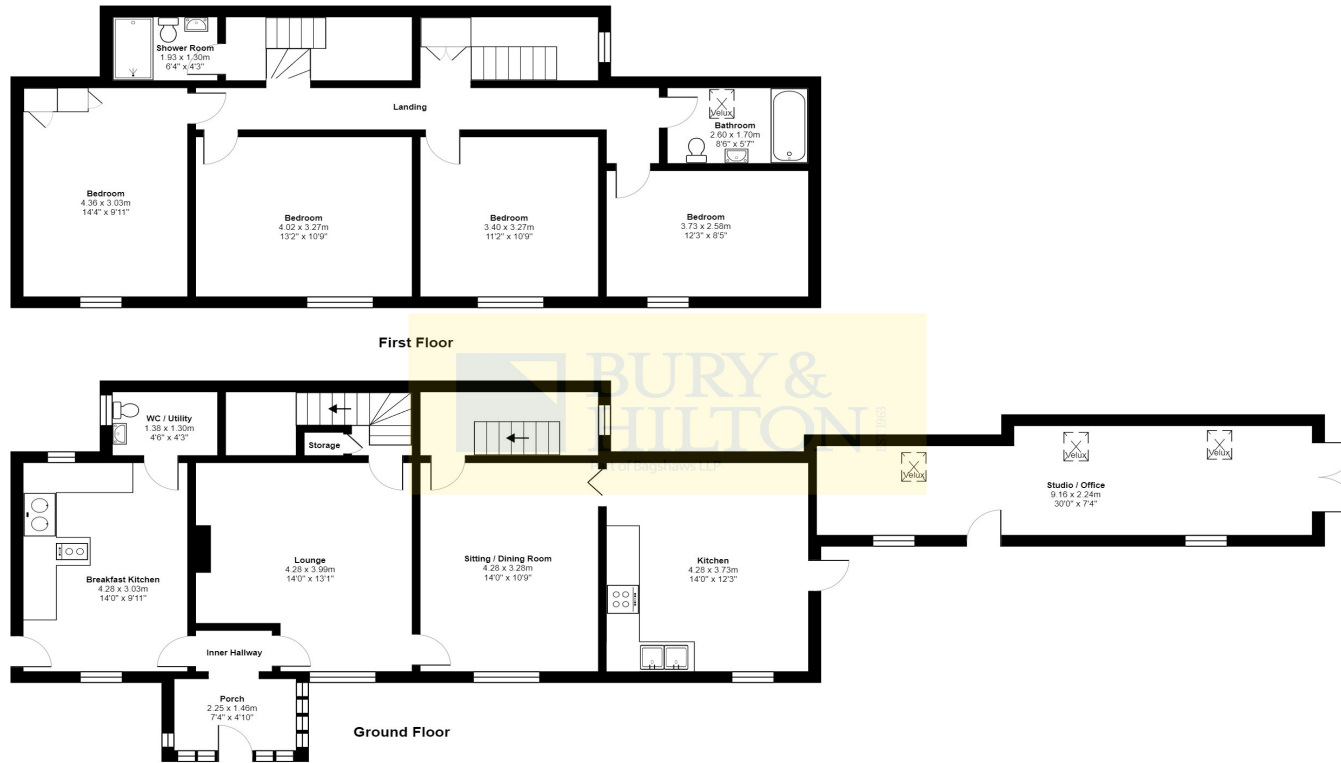 Shower Room
1.93 x 1.30m
6'4" x 4'3"
Landing
Velux
Bathroom
2.60 x 1.70m
8'6" x 5'7"
Bedroom
4.36 x 3.03m
14'4" x 9'11"
Bedroom
4.02 x 3.27m
13'2" x 10'9"
Bedroom
3.40 x 3.27m
11'2" x 10'9"
Bedroom
3.73 x 2.58m
12'3" x 8'5"
First Floor
BURY &
HILTON
EST 1963
of Bagshaws LLP
WC / Utility
1.38 x 1.30m
4'6" x 4'3"
Storage
Velux
Velux
Velux
Studio / Office
9.16 x 2.24m
30'0" x 7'4"
Breakfast Kitchen
4.28 x 3.03m
14'0" x 9'11"
Lounge
4.28 x 3.99m
14'0" x 13'1"
Sitting / Dining Room
4.28 x 3.28m
14'0" x 10'9"
Kitchen
4.28 x 3.73m
14'0" x 12'3"
Inner Hallway
Porch
2.25 x 1.46m
7'4" x 4'10"
Ground Floor